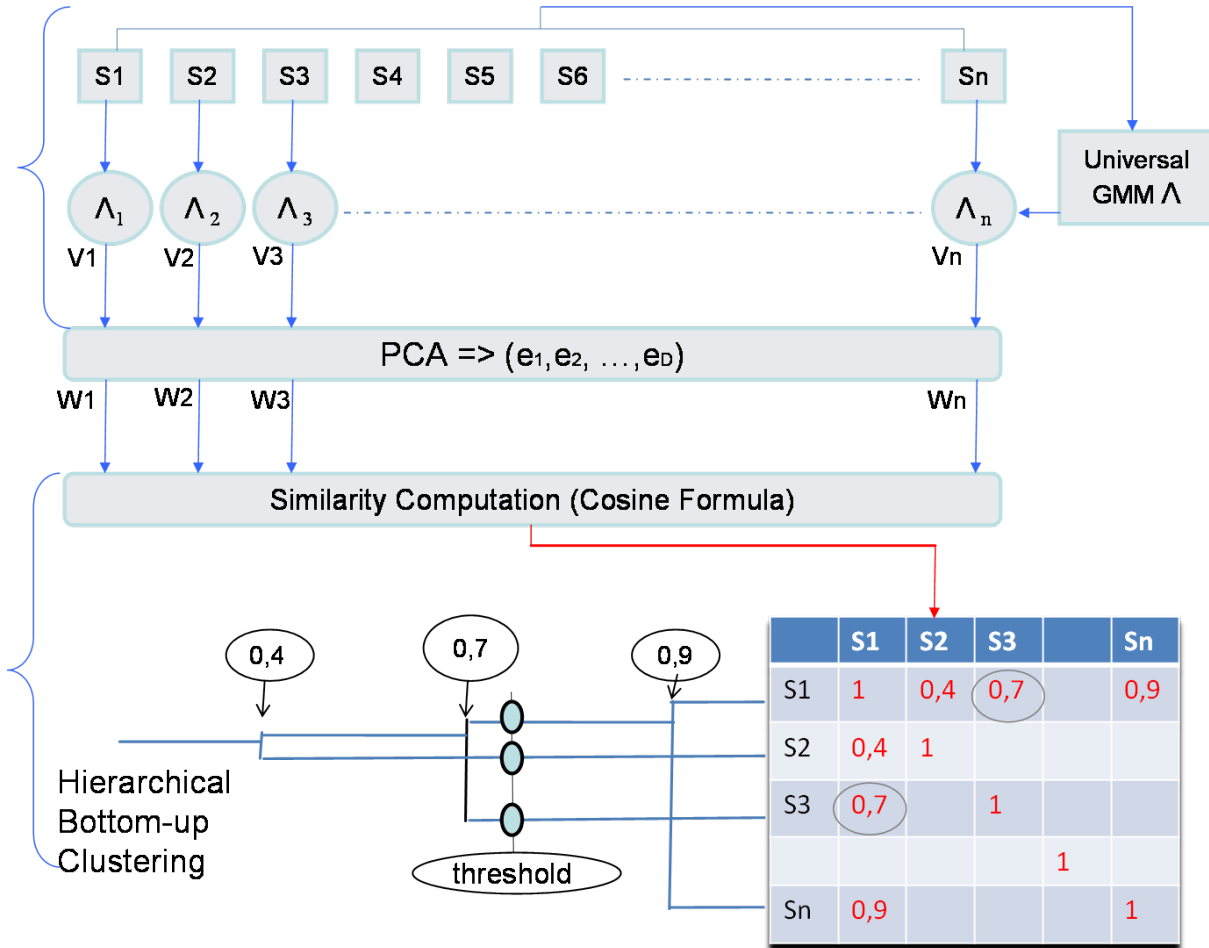 S1 S2 S3 S4 S5 S6 Sn
Universal
GMM Λ
Λ1 Λ2 Λ3 Λn
V1 V2 V3 Vn
PCA => (e1,e2, …,eD)
W1 W2 W3 Wn
Similarity Computation (Cosine Formula)
0,4 0,7 0,9
S1 S2 S3 Sn
S1 1 0,4 0,7 0,9
S2 0,4 1
S3 0,7 1
1
Sn 0,9 1
Hierarchical
Bottom-up
Clustering
threshold